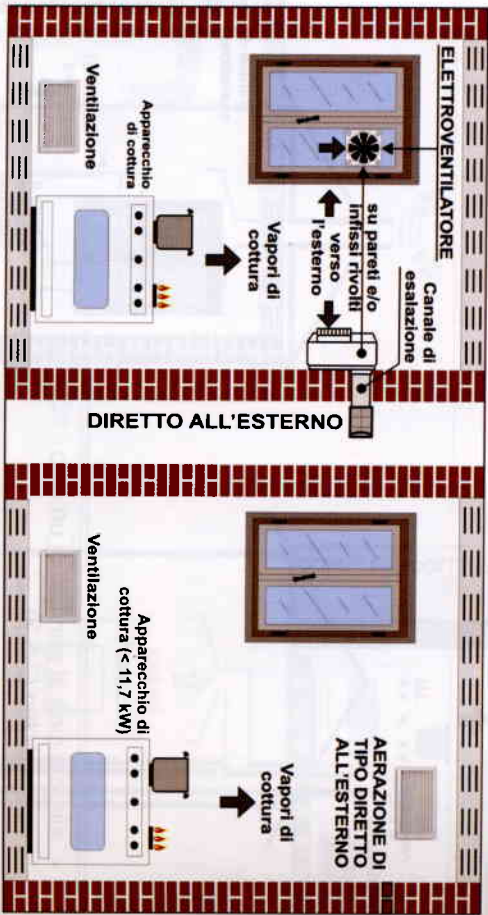 ELETTROVENTILATORE
su pareti e/o
infissi rivolti
verso
l'esterno
Canale di
esalazione
Vapori di
cottura
Apparecchio
di cottura
Ventilazione
DIRETTO ALL'ESTERNO
AERAZIONE DI
TIPO DIRETTO
ALL'ESTERNO
Vapori di
cottura
Apparecchio di
cottura (< 11,7 kW)
Ventilazione